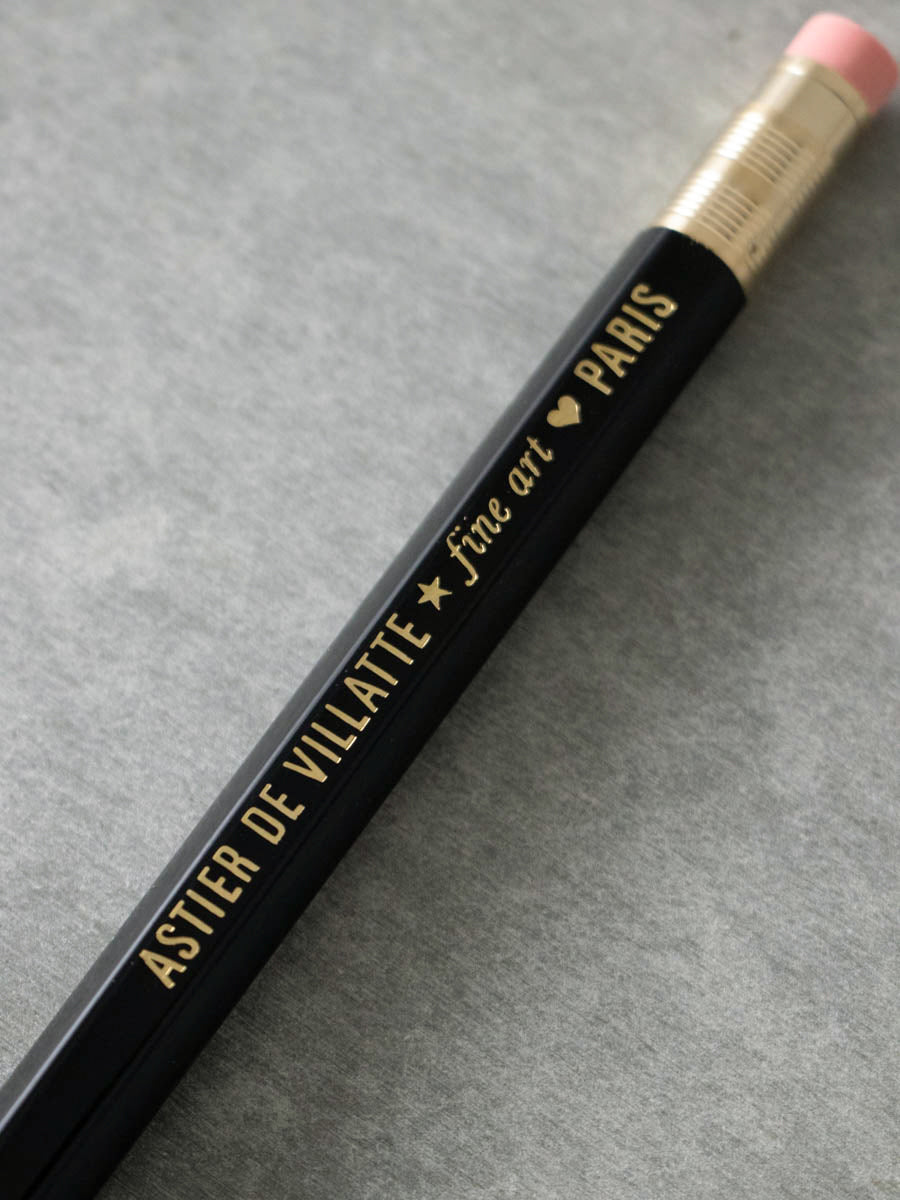 ASTIER DE VILLATTE ★ fine art ♥ PARIS